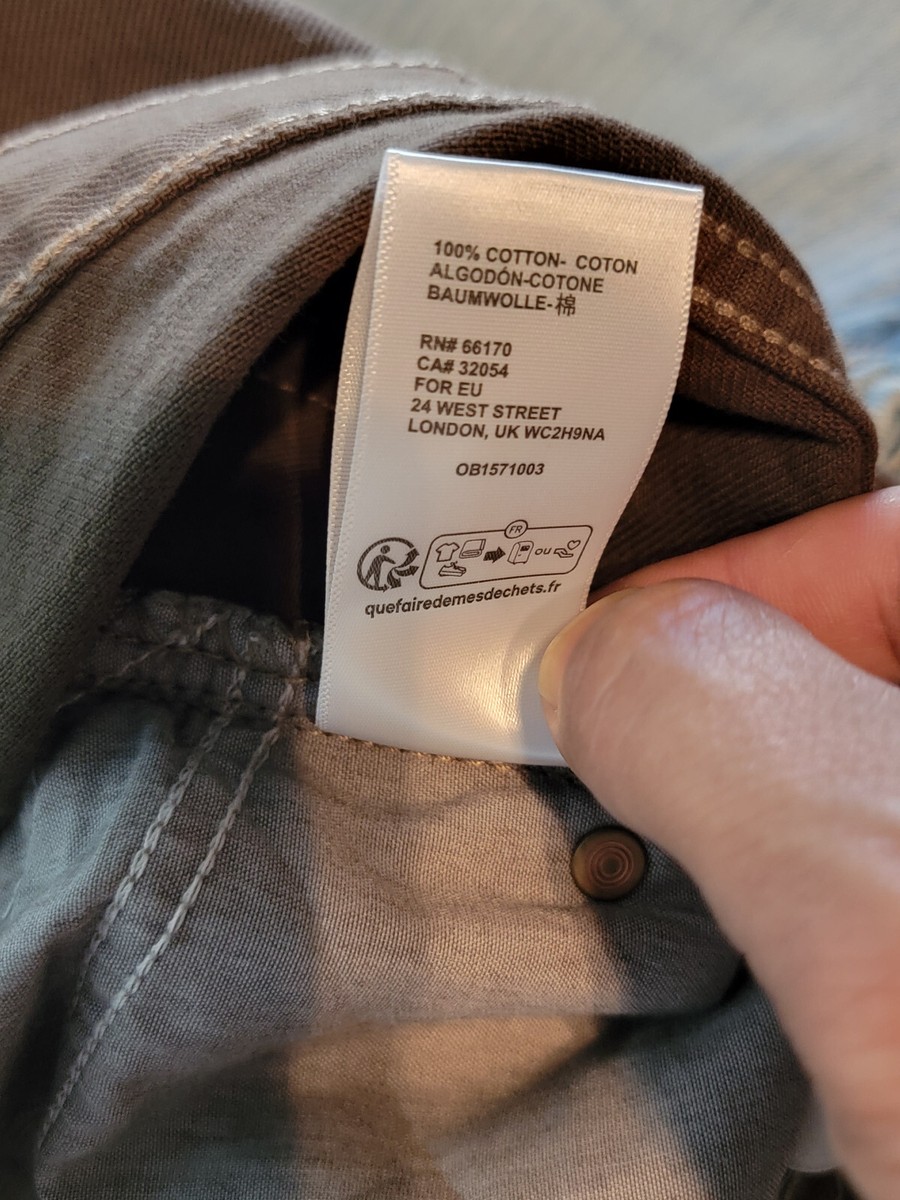 100% COTTON- COTON
ALGODÓN-COTONE
BAUMWOLLE-棉
RN# 66170
CA# 32054
FOR EU
24 WEST STREET
LONDON, UK WC2H9NA
OB1571003
FR
OU
quefairedemesdechets.fr